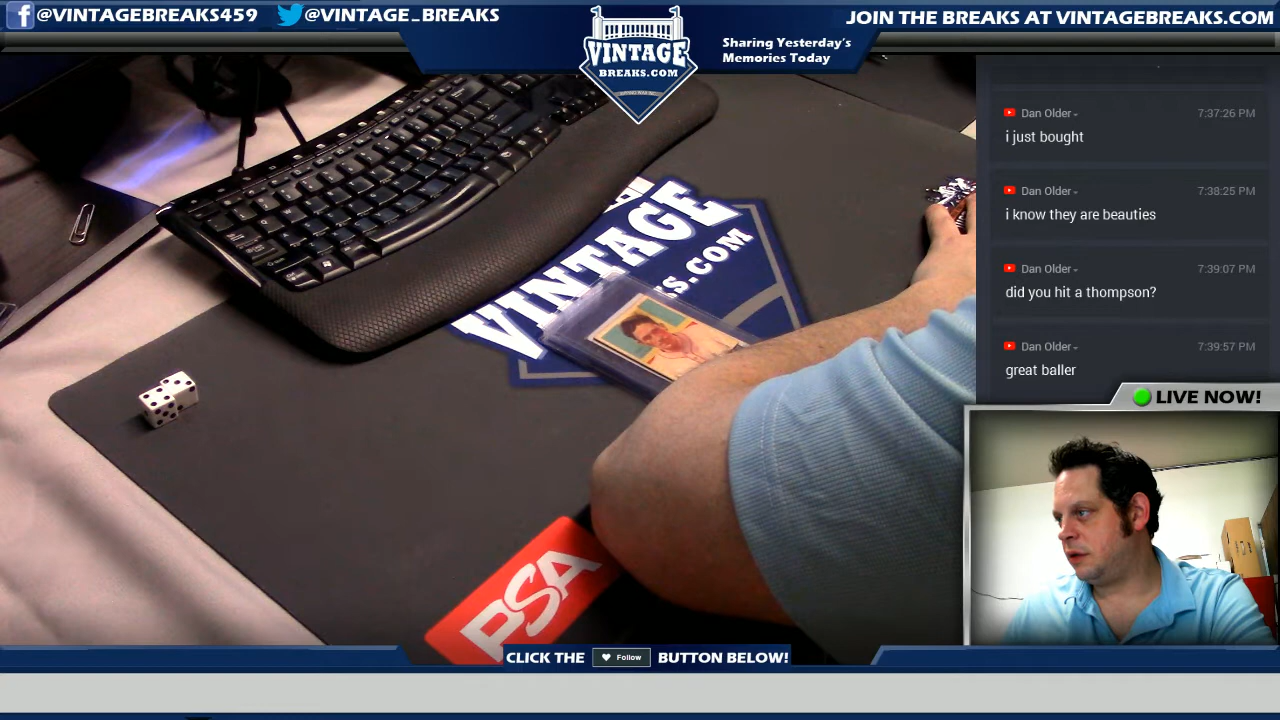 @VINTAGEBREAKS459
@VINTAGE_BREAKS
JOIN THE BREAKS AT VINTAGEBREAKS.COM
VINTAGE
BREAKS.COM
Sharing Yesterday's
Memories Today
Dan Older
7:37:26 PM
i just bought
Dan Older
7:38:25 PM
i know they are beauties
Dan Older
7:39:07 PM
did you hit a thompson?
Dan Older
7:39:57 PM
great baller
LIVE NOW!
VINTAGE
S.COM
PSA
CLICK THE
Follow
BUTTON BELOW!